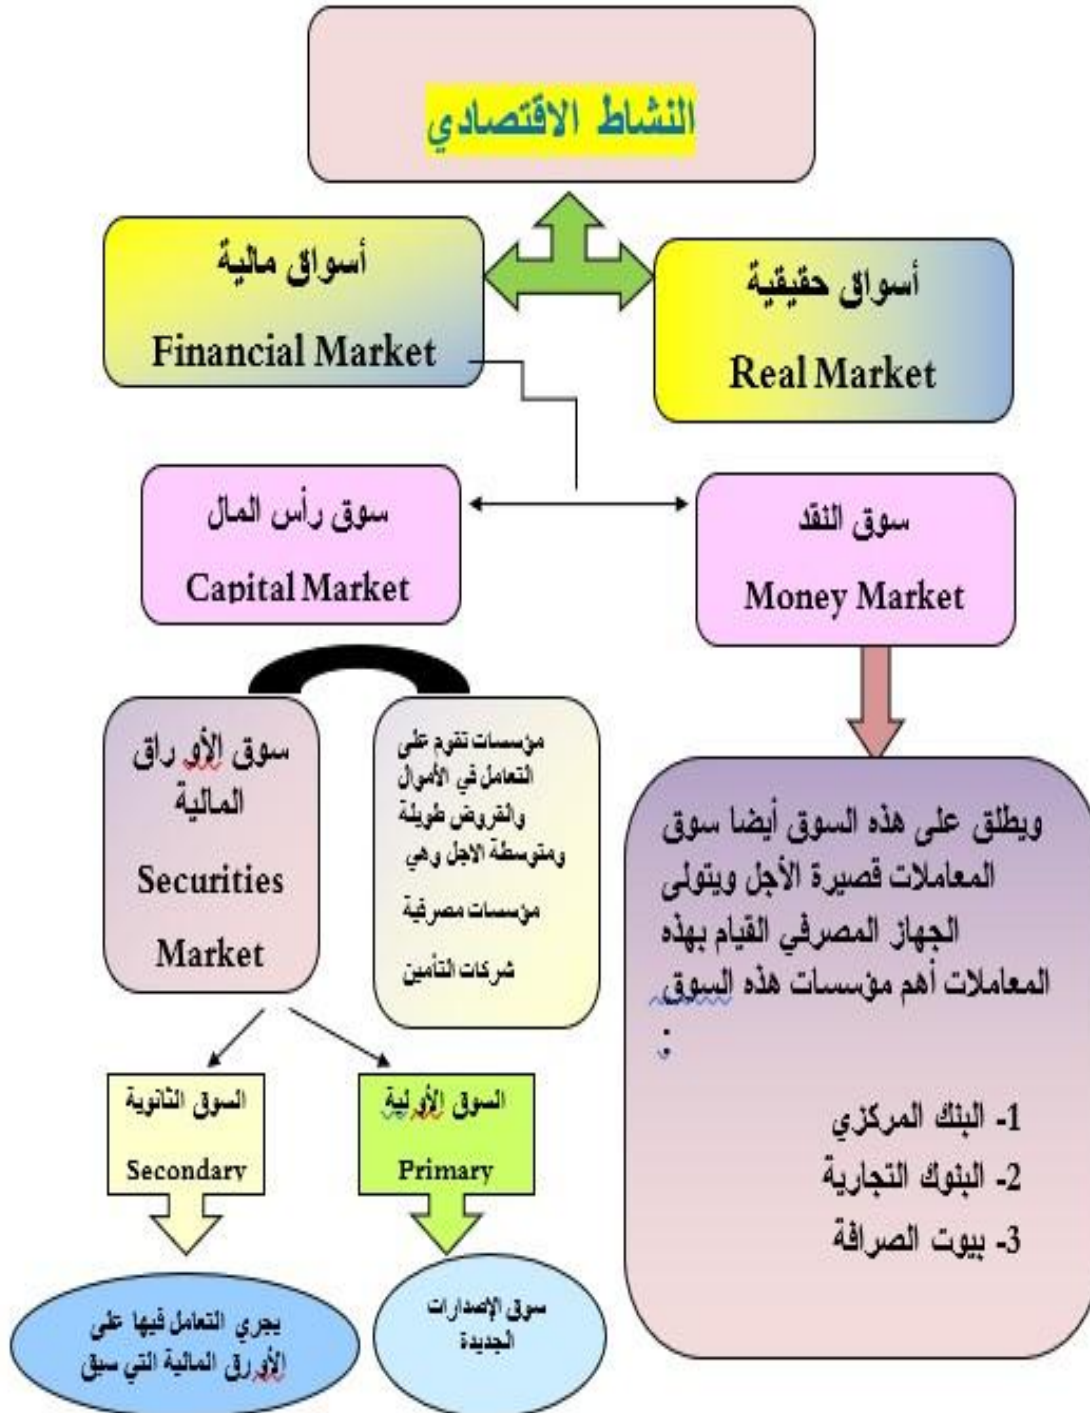 النشاط الاقتصادي
أسواق حقيقية
Real Market
أسواق مالية
Financial Market
سوق النقد
Money Market
سوق رأس المال
Capital Market
ويطلق على هذه السوق أيضا سوق
المعاملات قصيرة الأجل ويتولى
الجهاز المصرفي القيام بهذه
المعاملات أهم مؤسسات هذه السوق
:
1- البنك المركزي
2- البنوك التجارية
3- بيوت الصرافة
مؤسسات تقوم على
التعامل في الأموال
والقروض طويلة
ومتوسطة الاجل وهي
مؤسسات مصرفية
شركات التأمين
سوق الأو راق
المالية
Securities
Market
السوق الأولية
Primary
السوق الثانوية
Secondary
سوق الإصدارات
الجديدة
يجري التعامل فيها على
الأورق المالية التي سبق